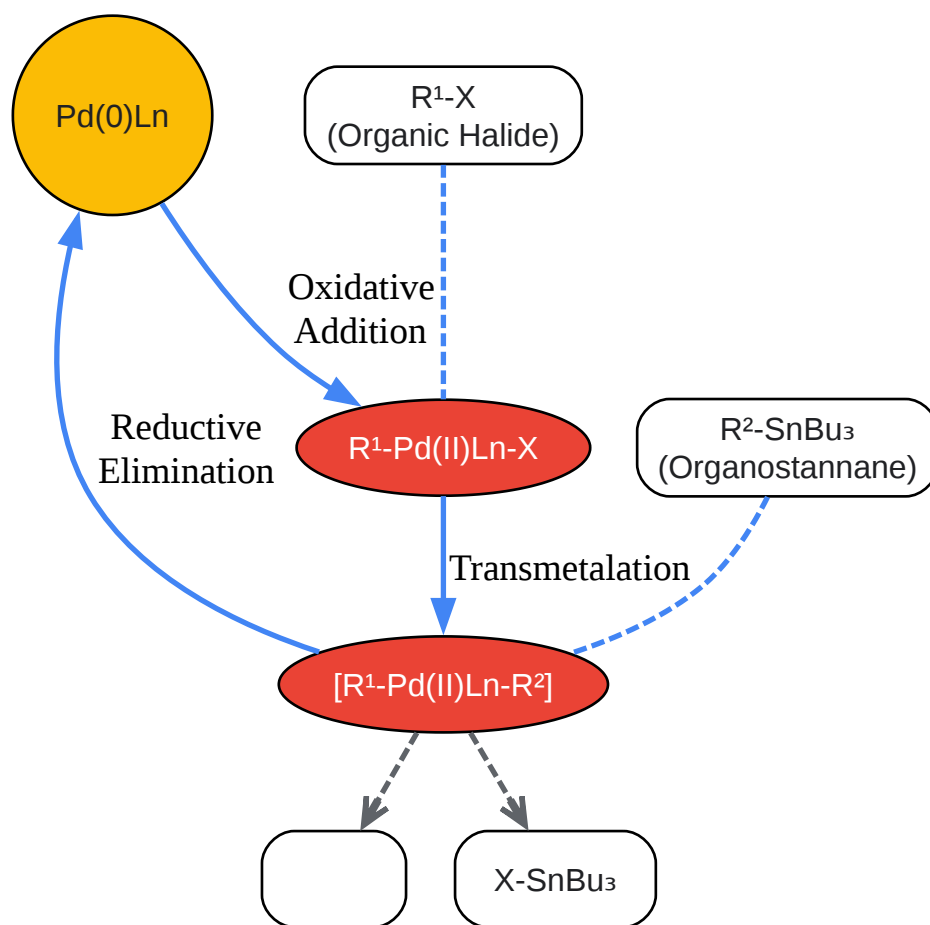 Pd(0)Ln
R¹-X
(Organic Halide)
Oxidative
Addition
Reductive
Elimination
R¹-Pd(II)Ln-X
R²-SnBu₃
(Organostannane)
Transmetalation
[R¹-Pd(II)Ln-R²]
X-SnBu₃